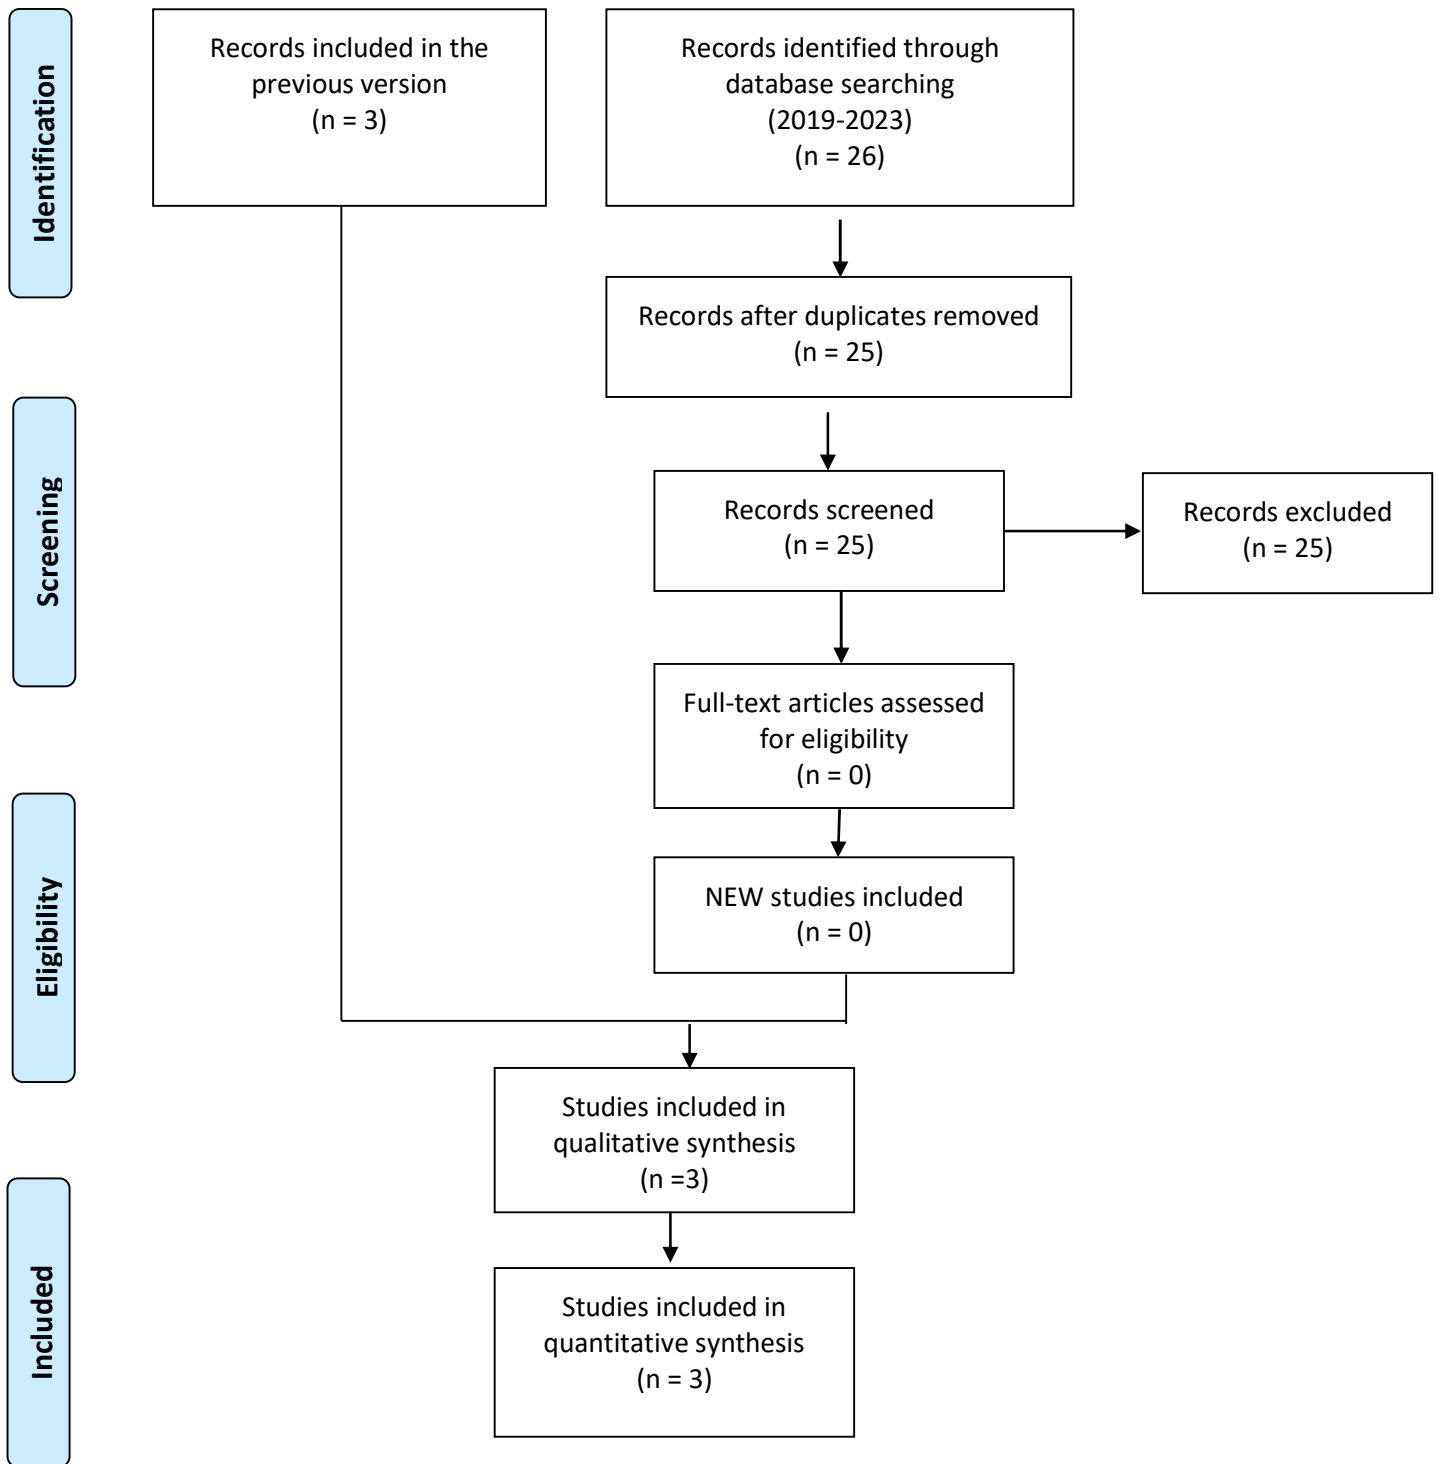 Identification
Records included in the
previous version
(n = 3)
Records identified through
database searching
(2019-2023)
(n = 26)
Records after duplicates removed
(n = 25)
Screening
Records screened
(n = 25)
Records excluded
(n = 25)
Full-text articles assessed
for eligibility
(n = 0)
Eligibility
NEW studies included
(n = 0)
Studies included in
qualitative synthesis
(n =3)
Included
Studies included in
quantitative synthesis
(n = 3)